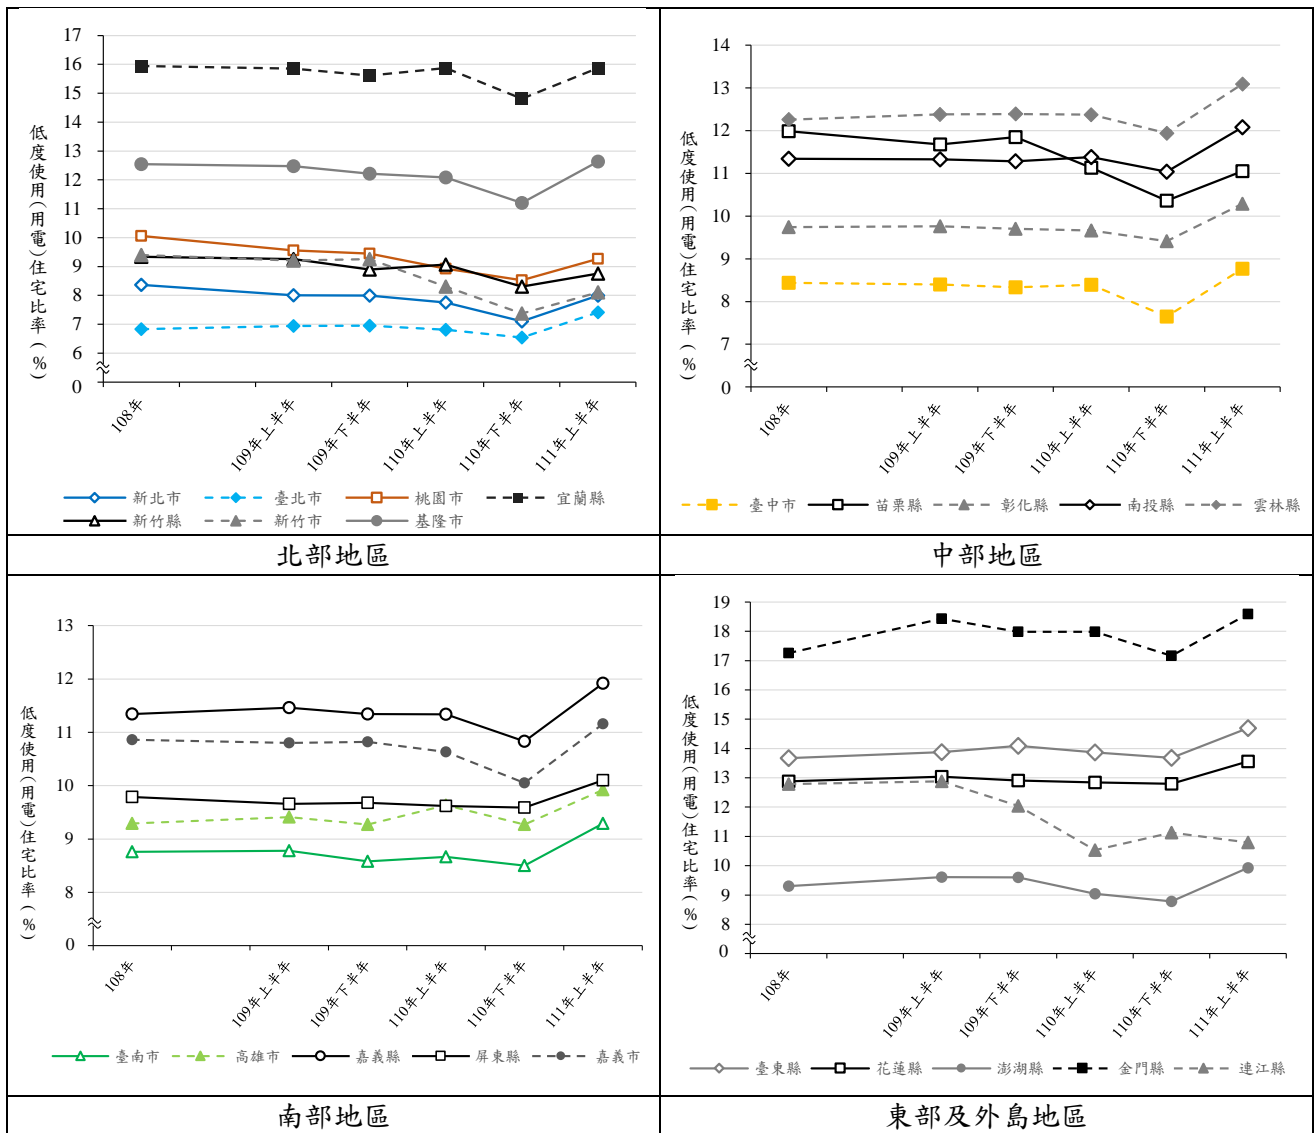 17
16
15
14
13
12
11
10
9
8
7
6
0
低度使用(用電)住宅比率(%)
108年
109年上半年
109年下半年
110年上半年
110年下半年
111年上半年
新北市 臺北市 桃園市 宜蘭縣
新竹縣 新竹市 基隆市
北部地區
14
13
12
11
10
9
8
7
0
低度使用(用電)住宅比率(%)
108年
109年上半年
109年下半年
110年上半年
110年下半年
111年上半年
臺中市 苗栗縣 彰化縣 南投縣 雲林縣
中部地區
13
12
11
10
9
8
0
低度使用(用電)住宅比率(%)
108年
109年上半年
109年下半年
110年上半年
110年下半年
111年上半年
臺南市 高雄市 嘉義縣 屏東縣 嘉義市
南部地區
19
18
17
16
15
14
13
12
11
10
9
8
0
低度使用(用電)住宅比率(%)
108年
109年上半年
109年下半年
110年上半年
110年下半年
111年上半年
臺東縣 花蓮縣 澎湖縣 金門縣 連江縣
東部及外島地區